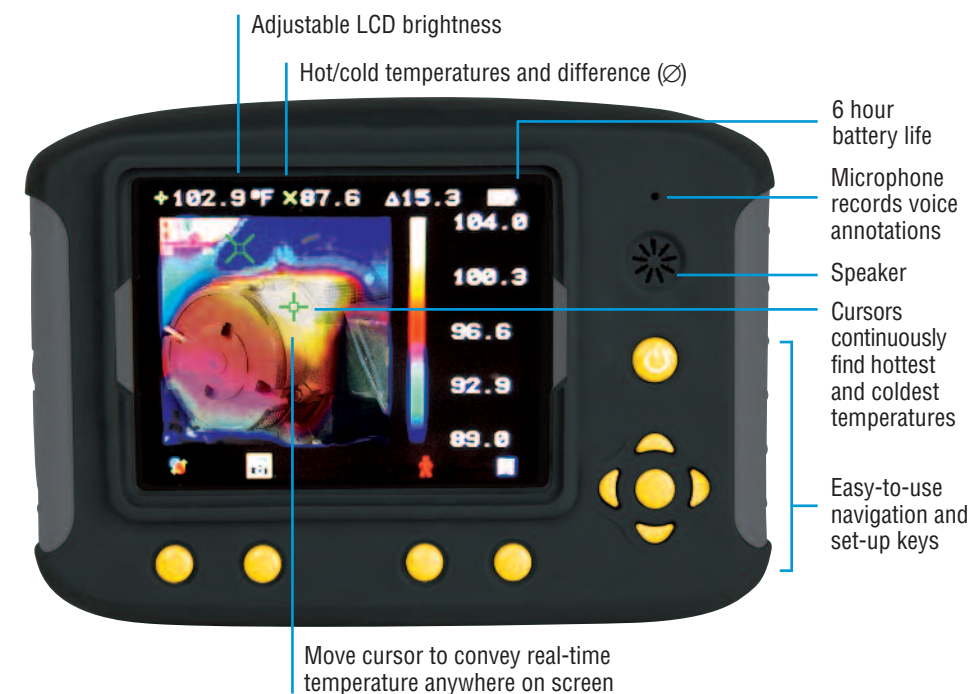 Adjustable LCD brightness
Hot/cold temperatures and difference (∅)
6 hour
battery life
Microphone
records voice
annotations
Speaker
Cursors
continuously
find hottest
and coldest
temperatures
Easy-to-use
navigation and
set-up keys
+102.9°F ×87.6 Δ15.3
104.0
100.3
96.6
92.9
89.0
Move cursor to convey real-time
temperature anywhere on screen